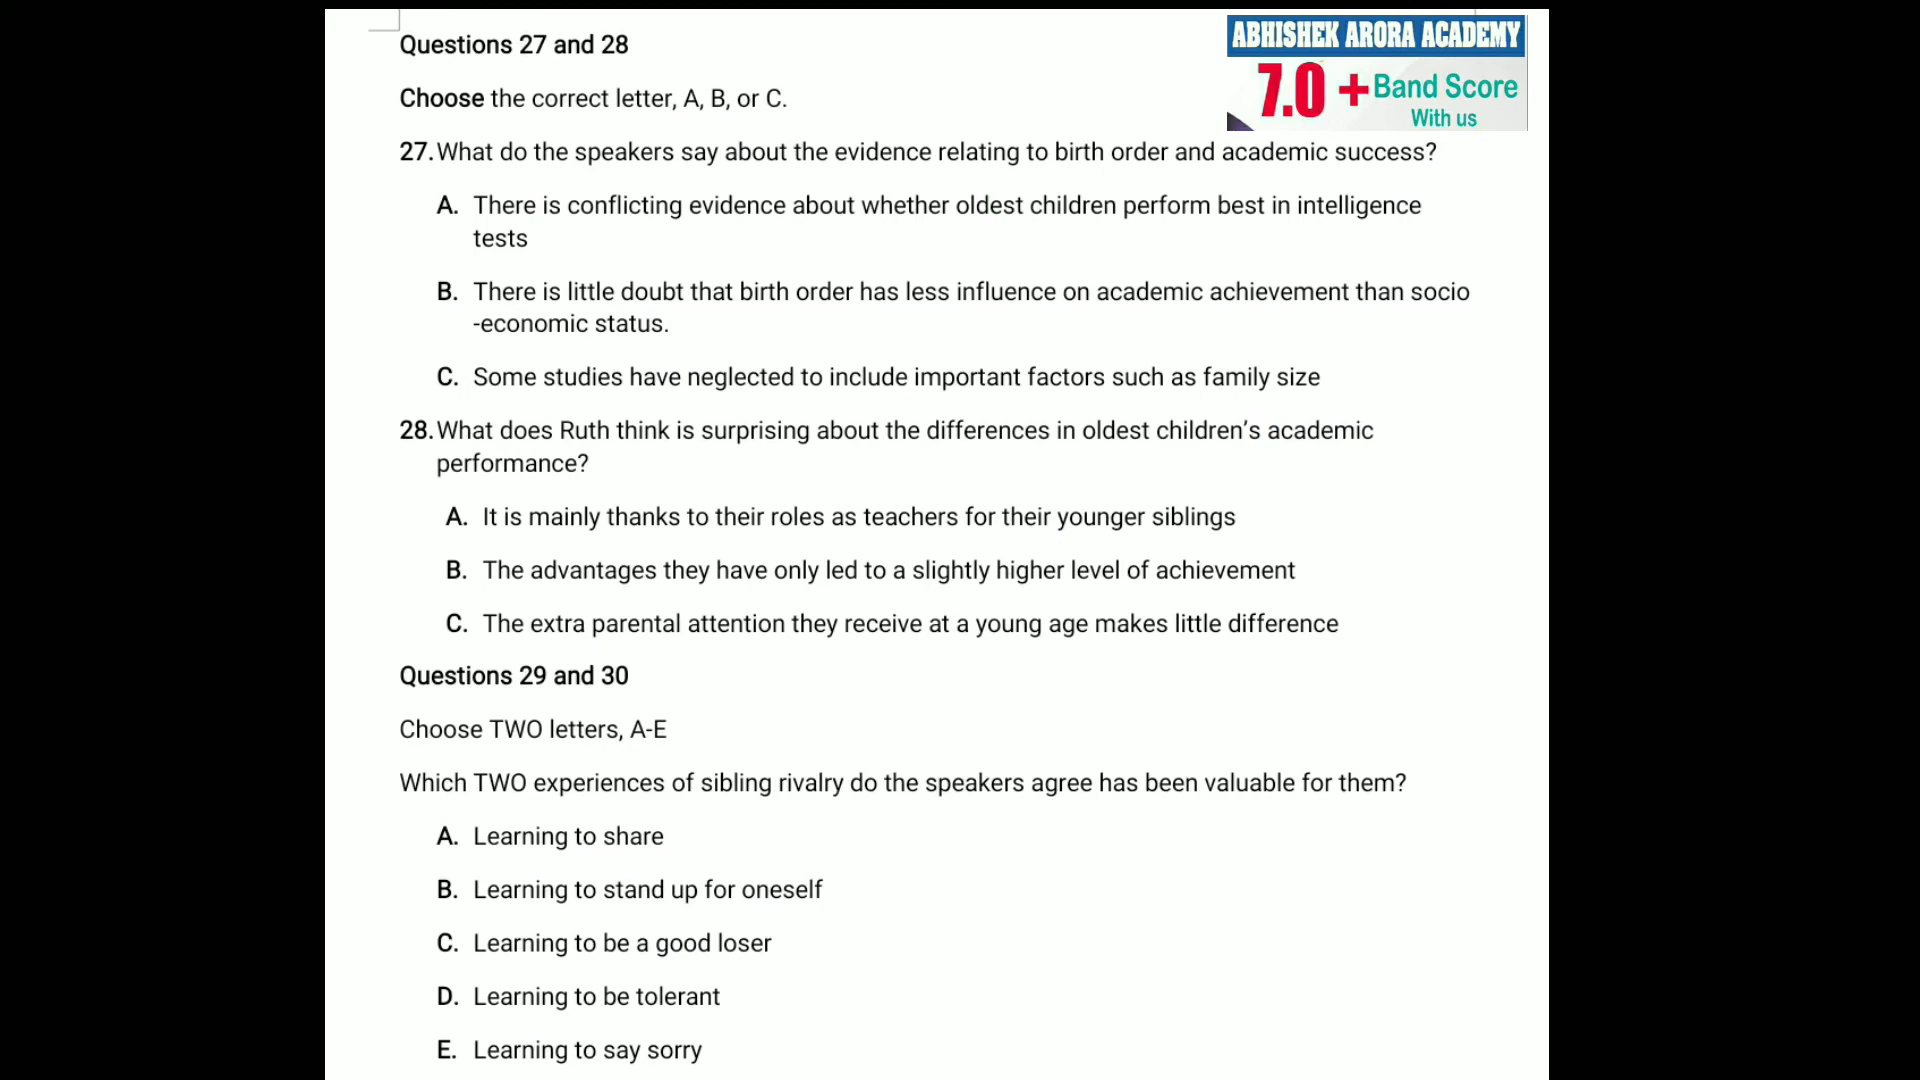 ABHISHEK ARORA ACADEMY
7.0 + Band Score
With us
Questions 27 and 28
Choose the correct letter, A, B, or C.
27. What do the speakers say about the evidence relating to birth order and academic success?
A. There is conflicting evidence about whether oldest children perform best in intelligence
tests
B. There is little doubt that birth order has less influence on academic achievement than socio
-economic status.
C. Some studies have neglected to include important factors such as family size
28. What does Ruth think is surprising about the differences in oldest children’s academic
performance?
A. It is mainly thanks to their roles as teachers for their younger siblings
B. The advantages they have only led to a slightly higher level of achievement
C. The extra parental attention they receive at a young age makes little difference
Questions 29 and 30
Choose TWO letters, A-E
Which TWO experiences of sibling rivalry do the speakers agree has been valuable for them?
A. Learning to share
B. Learning to stand up for oneself
C. Learning to be a good loser
D. Learning to be tolerant
E. Learning to say sorry